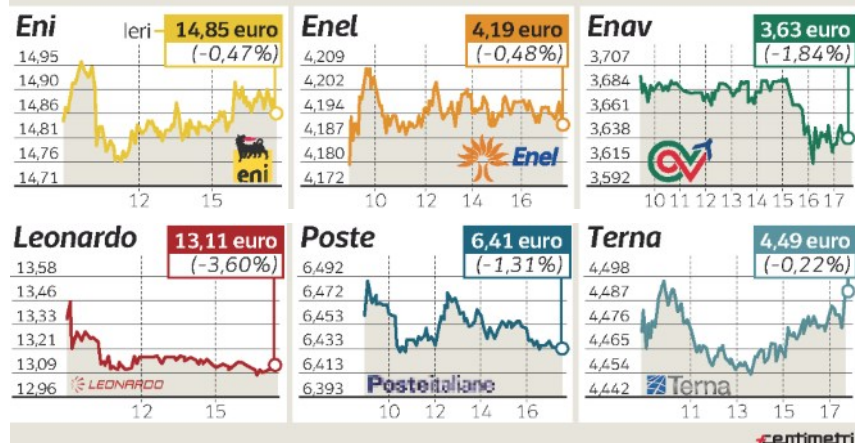 Eni
Ieri
14,85 euro
(-0,47%)
14,95
14,90
14,86
14,81
14,76
14,71
12 15
eni
Enel
4,19 euro
(-0,48%)
4,209
4,202
4,194
4,187
4,180
4,172
10 12 14 16
Enel
Enav
3,63 euro
(-1,84%)
3,707
3,684
3,661
3,638
3,615
3,592
10 11 12 13 14 15 16 17
Leonardo
13,11 euro
(-3,60%)
13,58
13,46
13,33
13,21
13,09
12,96
12 15
LEONARDO
Poste
6,41 euro
(-1,31%)
6,492
6,472
6,453
6,433
6,413
6,393
10 12 14 16
Posteitaliane
Terna
4,49 euro
(-0,22%)
4,498
4,487
4,476
4,465
4,454
4,442
11 13 15 17
Terna
centimetri